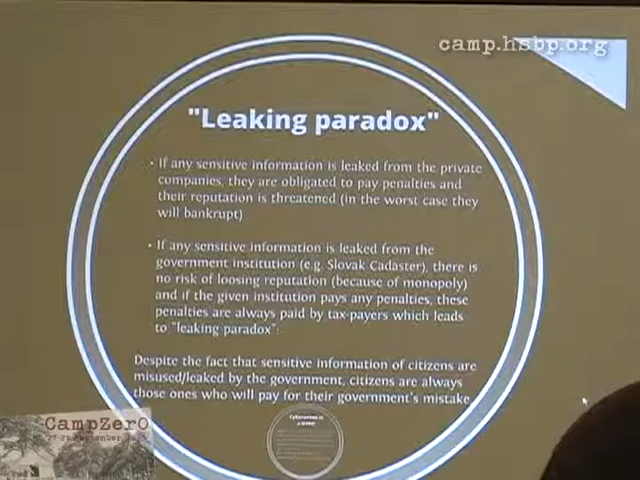 camp.hsbp.org
"Leaking paradox"
• If any sensitive information is leaked from the private
companies, they are obligated to pay penalties and
their reputation is threatened (in the worst case they
will bankrupt)
• If any sensitive information is leaked from the
government institution (e.g. Slovak Cadaster), there is
no risk of loosing reputation (because of monopoly)
and if the given institution pays any penalties, these
penalties are always paid by tax-payers which leads
to "leaking paradox".
Despite the fact that sensitive information of citizens are
misused/leaked by the government, citizens are always
those ones who will pay for their government's mistake
CampZer0